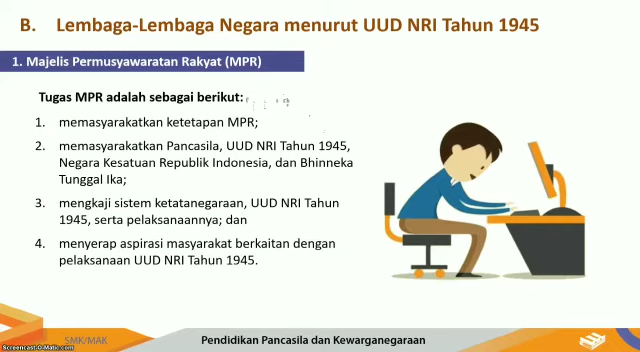 B. Lembaga-Lembaga Negara menurut UUD NRI Tahun 1945
1. Majelis Permusyawaratan Rakyat (MPR)
Tugas MPR adalah sebagai berikut:
1. memasyarakatkan ketetapan MPR;
2. memasyarakatkan Pancasila, UUD NRI Tahun 1945,
Negara Kesatuan Republik Indonesia, dan Bhinneka
Tunggal Ika;
3. mengkaji sistem ketatanegaraan, UUD NRI Tahun
1945, serta pelaksanaannya; dan
4. menyerap aspirasi masyarakat berkaitan dengan
pelaksanaan UUD NRI Tahun 1945.
SMK/MAK
Pendidikan Pancasila dan Kewarganegaraan
Screencast-O-Matic.com